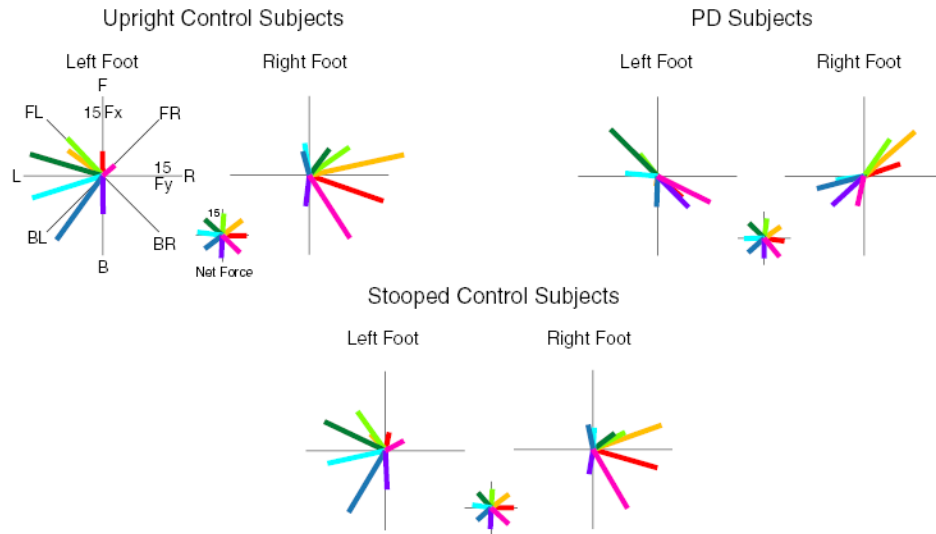 Upright Control Subjects
PD Subjects
Left Foot
Right Foot
Left Foot
Right Foot
F
FL
15 Fx
FR
L
15
Fy
R
BL
BR
B
15
Net Force
Stooped Control Subjects
Left Foot
Right Foot